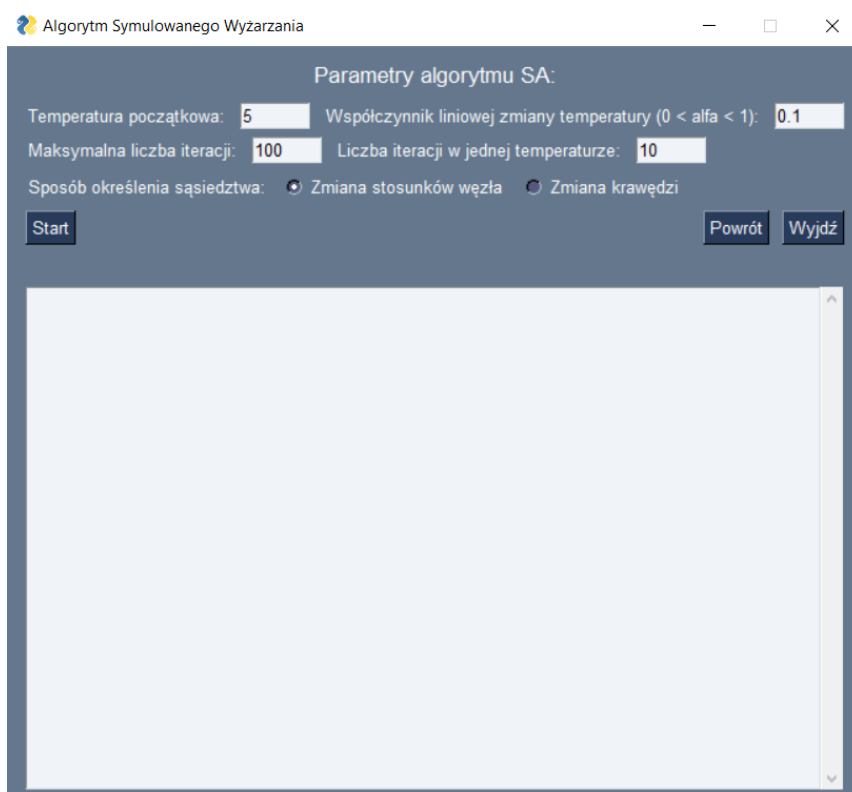 Algorytm Symulowanego Wyżarzania
Parametry algorytmu SA:
Temperatura początkowa: 5 Współczynnik liniowej zmiany temperatury (0 < alfa < 1): 0.1
Maksymalna liczba iteracji: 100 Liczba iteracji w jednej temperaturze: 10
Sposób określenia sąsiedztwa: Zmiana stosunków węzła Zmiana krawędzi
Start Powrót Wyjdź